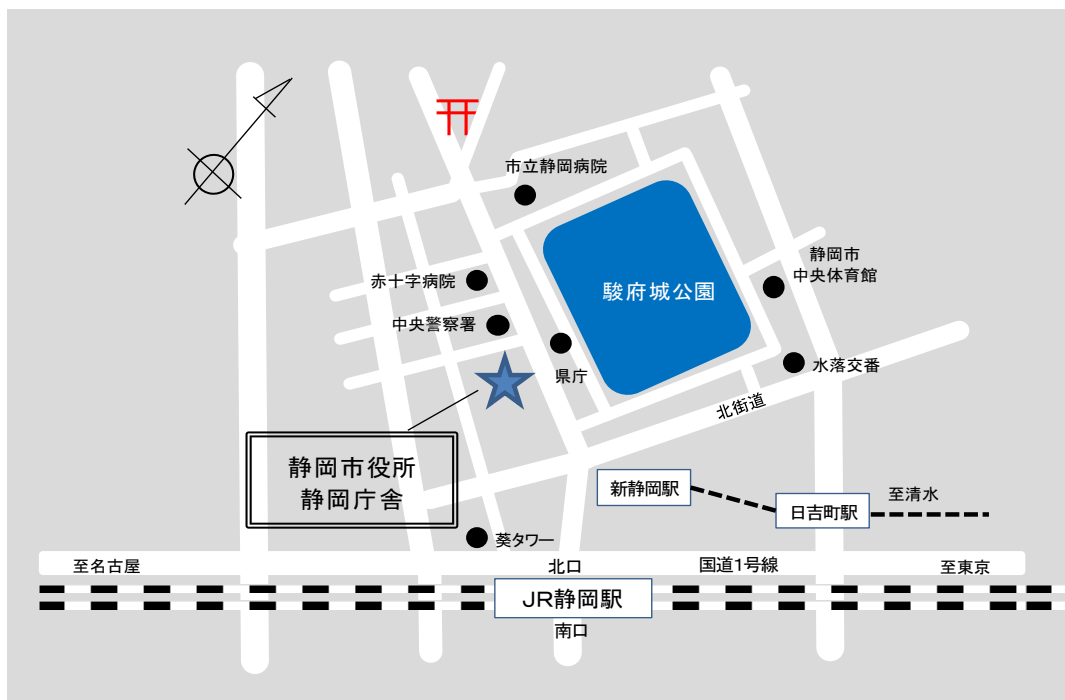 市立静岡病院
静岡市
中央体育館
赤十字病院
駿府城公園
中央警察署
県庁
水落交番
北街道
静岡市役所
静岡庁舎
新静岡駅
至清水
日吉町駅
葵タワー
至名古屋
北口
国道1号線
至東京
JR静岡駅
南口